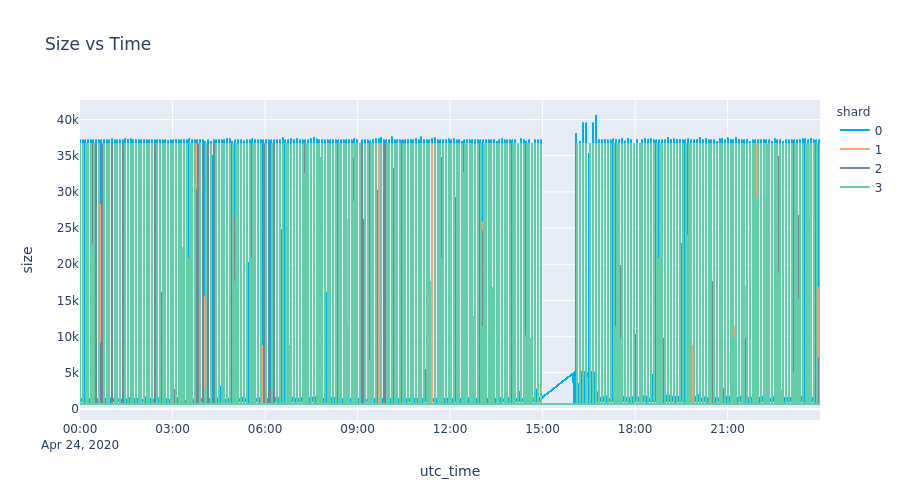 Size vs Time
shard
0
1
2
3
size
40k
35k
30k
25k
20k
15k
10k
5k
0
00:00
03:00
06:00
09:00
12:00
15:00
18:00
21:00
Apr 24, 2020
utc_time